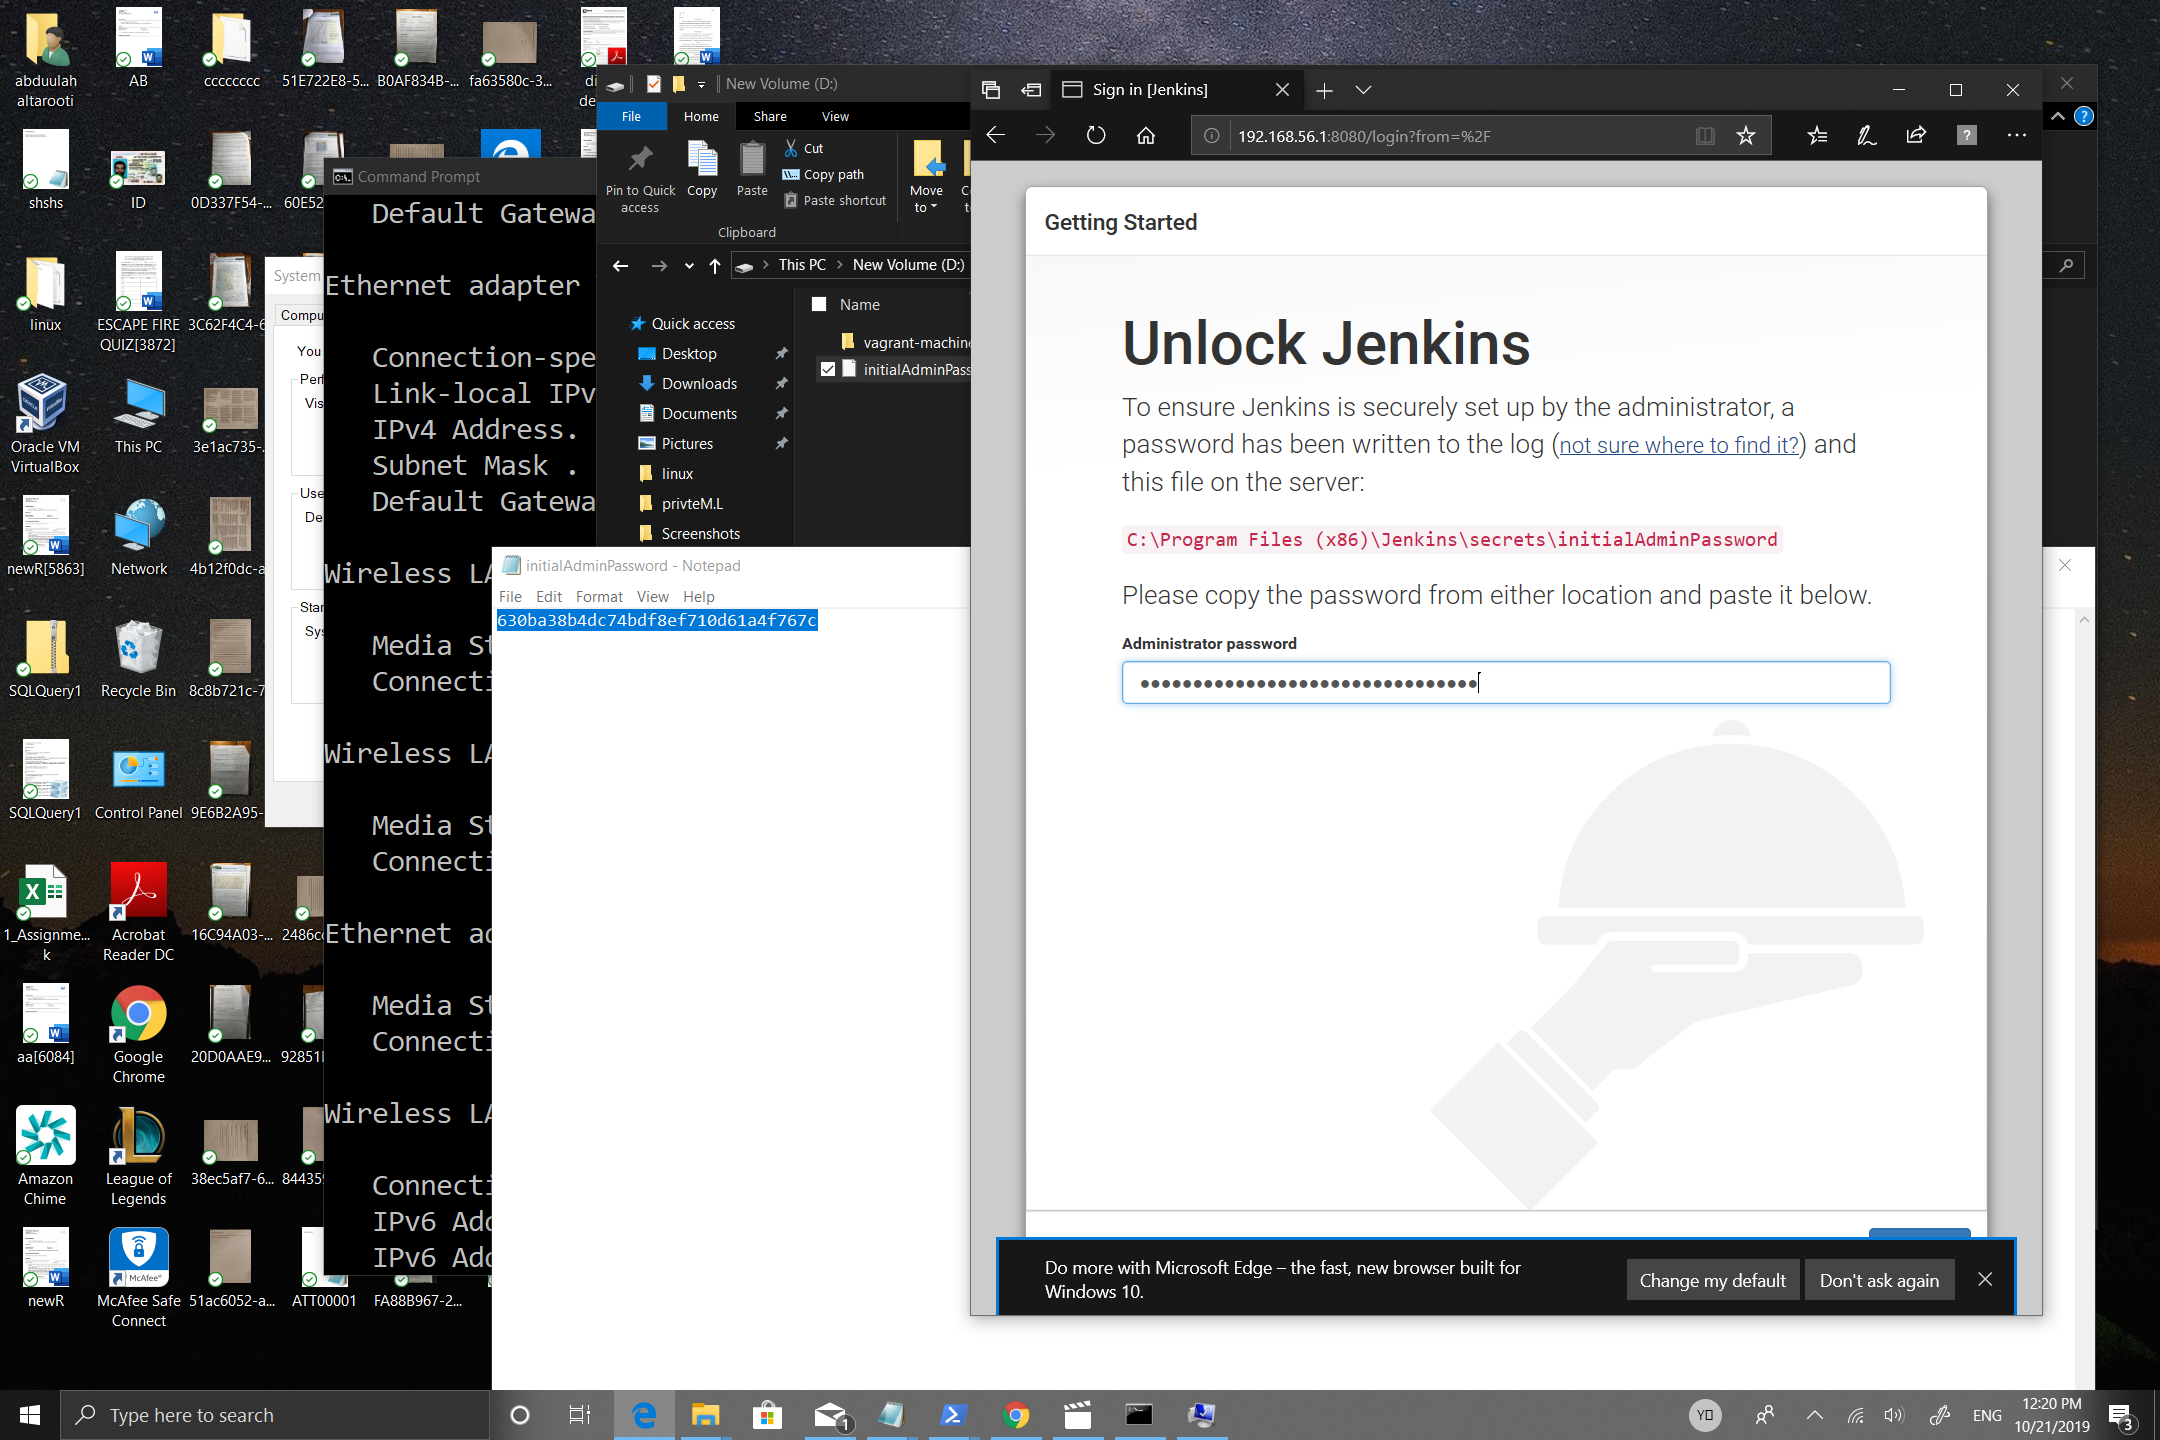 abduulah
altarooti
AB
cccccccc
51E722E8-5...
B0AF834B-...
fa63580c-3...
di
de
shshs
ID
0D337F54-...
60E52
linux
ESCAPE FIRE
QUIZ[3872]
3C62F4C4-6
Oracle VM
VirtualBox
This PC
3e1ac735-.
newR[5863]
Network
4b12f0dc-a
SQLQuery1
Recycle Bin
8c8b721c-7
SQLQuery1
Control Panel
9E6B2A95-
1_Assignme...
k
Acrobat
Reader DC
16C94A03-...
2486c
aa[6084]
Google
Chrome
20D0AAE9...
92851
Amazon
Chime
League of
Legends
38ec5af7-6...
84435
newR
McAfee
McAfee Safe
Connect
51ac6052-a...
ATT00001
FA88B967-2...
System
Compu
You
Perf
Vis
Use
De
Star
Sys
Command Prompt
Default Gatewa
Ethernet adapter
Connection-spe
Link-local IPv
IPv4 Address.
Subnet Mask .
Default Gatewa
Wireless LA
Media St
Connecti
Wireless LA
Media St
Connecti
Ethernet ad
Media St
Connecti
Wireless LA
Connecti
IPv6 Add
IPv6 Add
New Volume (D:)
File Home Share View
Pin to Quick
access
Copy
Paste
Cut
Copy path
Paste shortcut
Move
to
Clipboard
This PC > New Volume (D:)
Name
Quick access
Desktop
Downloads
Documents
Pictures
linux
privteM.L
Screenshots
vagrant-machine
initialAdminPass
initialAdminPassword - Notepad
File Edit Format View Help
630ba38b4dc74bdf8ef710d61a4f767c
Sign in [Jenkins]
192.168.56.1:8080/login?from=%2F
Getting Started
Unlock Jenkins
To ensure Jenkins is securely set up by the administrator, a
password has been written to the log (not sure where to find it?) and
this file on the server:
C:\Program Files (x86)\Jenkins\secrets\initialAdminPassword
Please copy the password from either location and paste it below.
Administrator password
Do more with Microsoft Edge – the fast, new browser built for
Windows 10.
Change my default
Don't ask again
Type here to search
1
ENG
12:20 PM
10/21/2019
3